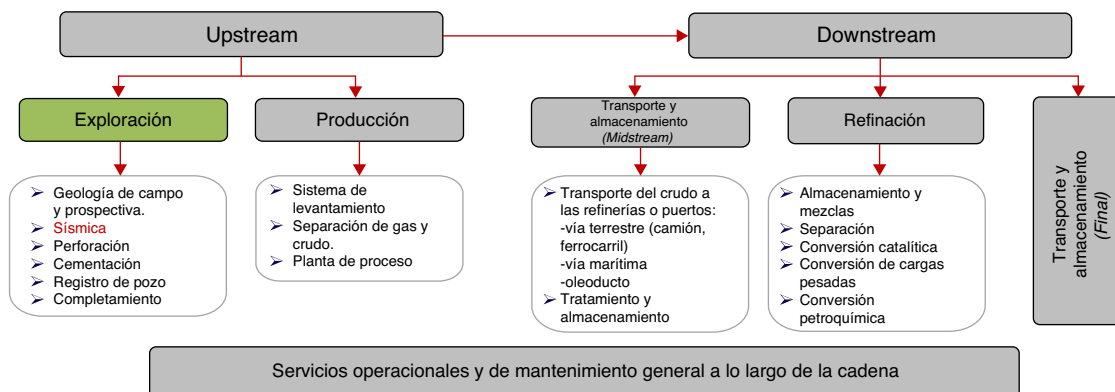 Upstream
Downstream
Exploración
Producción
Transporte y
almacenamiento
(Midstream)
Refinación
Transporte y
almacenamiento
(Final)
Geología de campo
y prospectiva.
Sísmica
Perforación
Cementación
Registro de pozo
Completamiento
Sistema de
levantamiento
Separación de gas y
crudo.
Planta de proceso
Transporte del crudo a
las refinerías o puertos:
-vía terrestre (camión,
ferrocarril)
-vía marítima
-oleoducto
Tratamiento y
almacenamiento
Almacenamiento y
mezclas
Separación
Conversión catalítica
Conversión de cargas
pesadas
Conversión
petroquímica
Servicios operacionales y de mantenimiento general a lo largo de la cadena